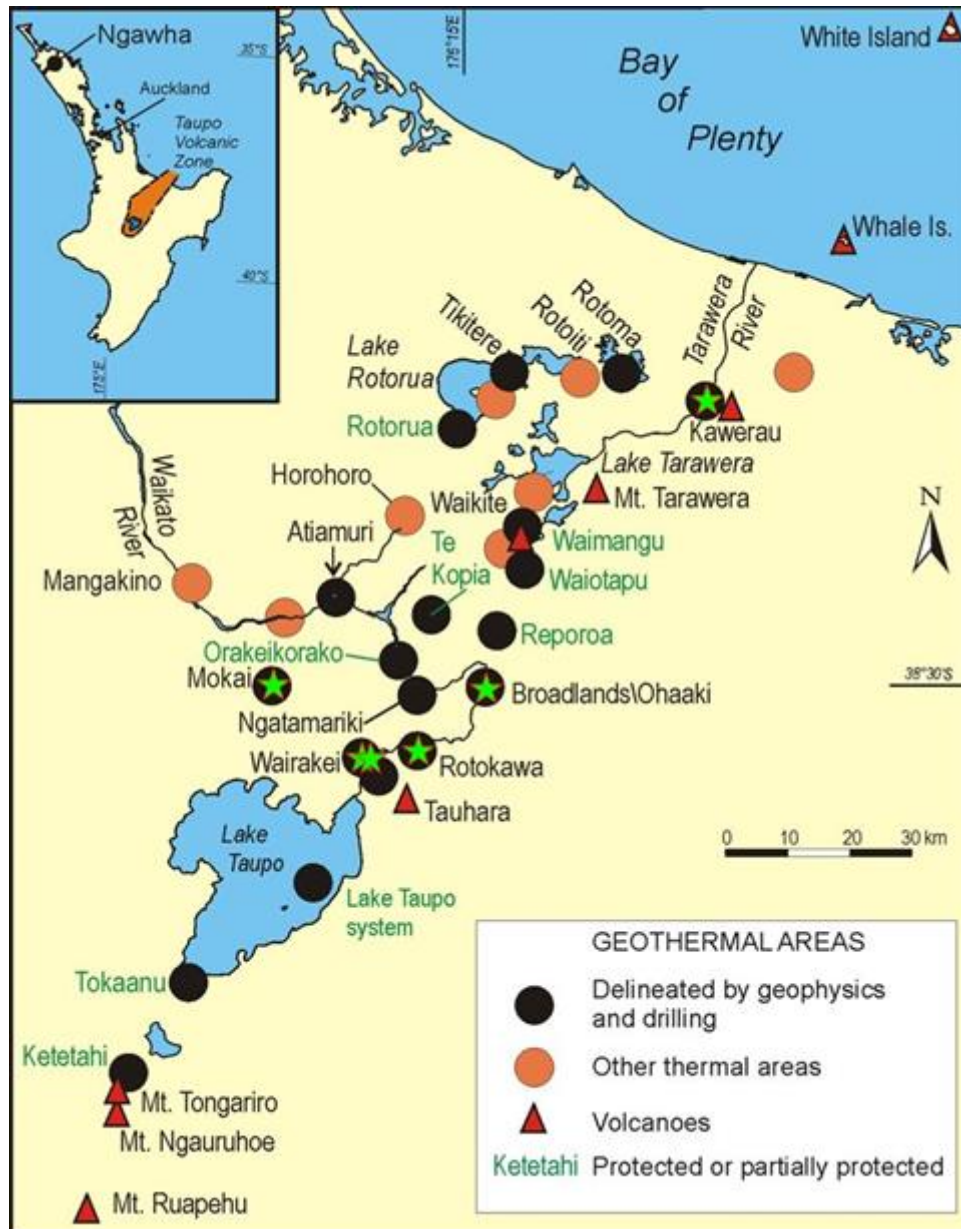 Ngawha
Auckland
Taupo
Volcanic
Zone
35°S
40°S
175°E
176°15'E
White Island
Bay
of
Plenty
Whale Is.
Tarawera
River
Rotoma
Rotoiti
Tikitere
Lake
Rotorua
Rotorua
Kawerau
Lake Tarawera
Mt. Tarawera
Horohoro
Waikite
Waikato
River
Atiamuri
Te
Kopia
Waimangu
Waiotapu
N
Mangakino
Reporoa
Orakeikorako
Mokai
38°30'S
Broadlands\Ohaaki
Ngatamariki
Wairakei
Rotokawa
Tauhara
Lake
Taupo
0 10 20 30 km
Lake Taupo
system
Tokaanu
Ketetahi
Mt. Tongariro
Mt. Ngauruhoe
Mt. Ruapehu
GEOTHERMAL AREAS
Delineated by geophysics
and drilling
Other thermal areas
Volcanoes
Ketetahi Protected or partially protected